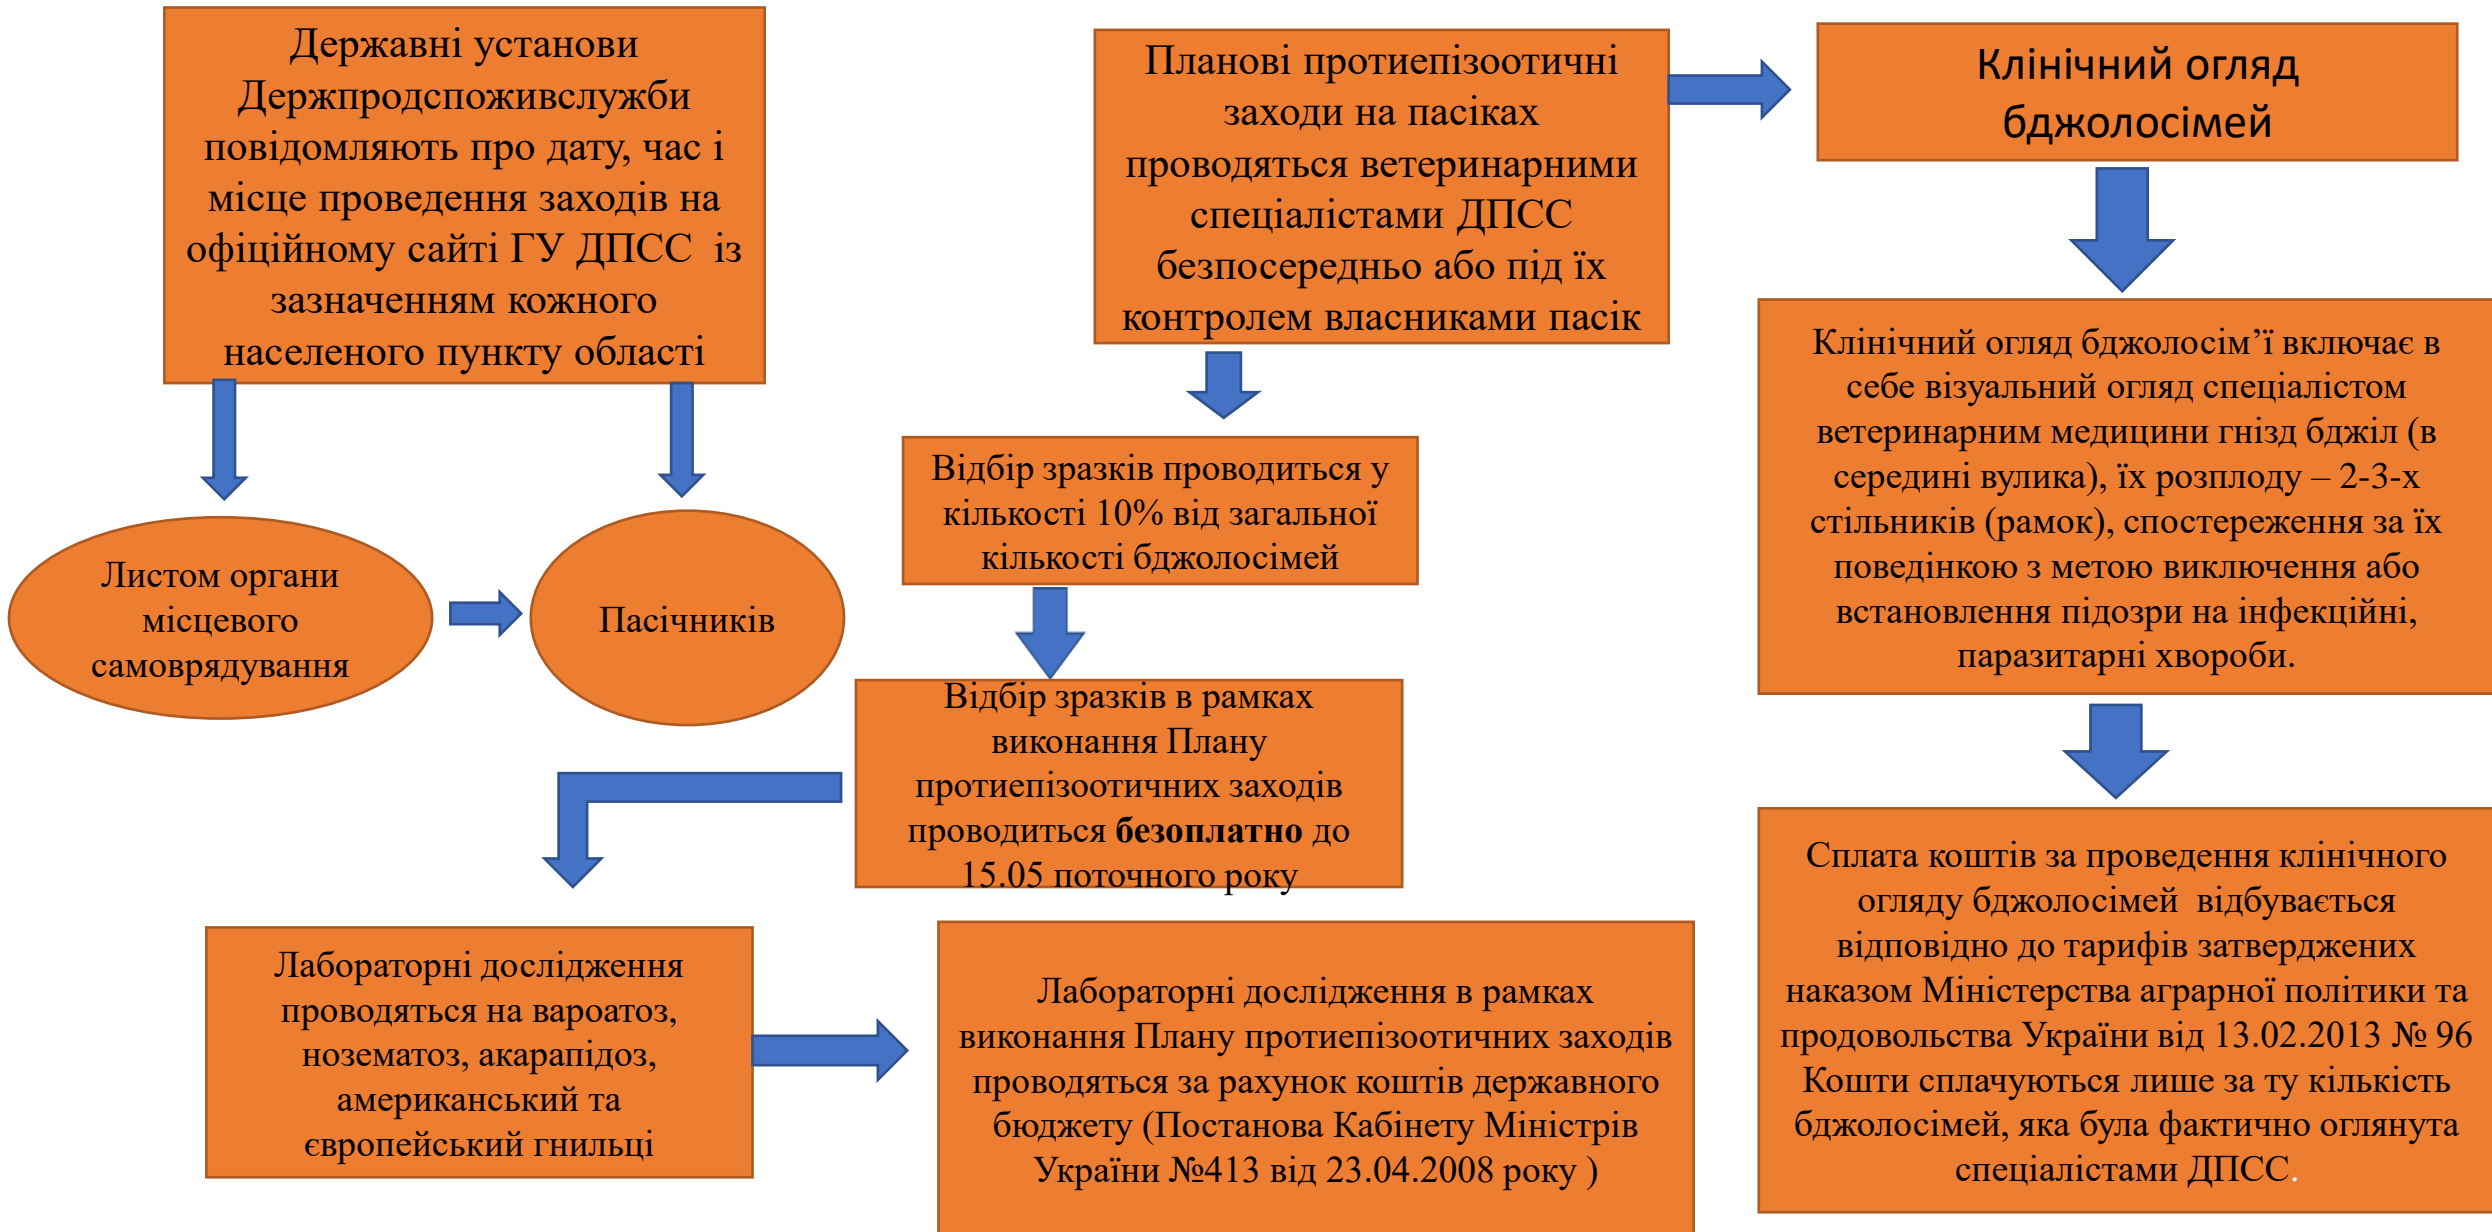 Державні установи
Держпродспоживслужби
повідомляють про дату, час і
місце проведення заходів на
офіційному сайті ГУ ДПСС  із
зазначенням кожного
населеного пункту області
Листом органи
місцевого
самоврядування
Пасічників
Планові протиепізоотичні
заходи на пасіках
проводяться ветеринарними
спеціалістами ДПСС
безпосередньо або під їх
контролем власниками пасік
Відбір зразків проводиться у
кількості 10% від загальної
кількості бджолосімей
Відбір зразків в рамках
виконання Плану
протиепізоотичних заходів
проводиться безоплатно до
15.05 поточного року
Лабораторні дослідження
проводяться на вароатоз,
нозематоз, акарапідоз,
американський та
європейський гнильці
Лабораторні дослідження в рамках
виконання Плану протиепізоотичних заходів
проводяться за рахунок коштів державного
бюджету (Постанова Кабінету Міністрів
України №413 від 23.04.2008 року )
Клінічний огляд
бджолосімей
Клінічний огляд бджолосім’ї включає в
себе візуальний огляд спеціалістом
ветеринарним медицини гнізд бджіл (в
середині вулика), їх розплоду – 2-3-х
стільників (рамок), спостереження за їх
поведінкою з метою виключення або
встановлення підозри на інфекційні,
паразитарні хвороби.
Сплата коштів за проведення клінічного
огляду бджолосімей  відбувається
відповідно до тарифів затверджених
наказом Міністерства аграрної політики та
продовольства України від 13.02.2013 № 96
Кошти сплачуються лише за ту кількість
бджолосімей, яка була фактично оглянута
спеціалістами ДПСС.